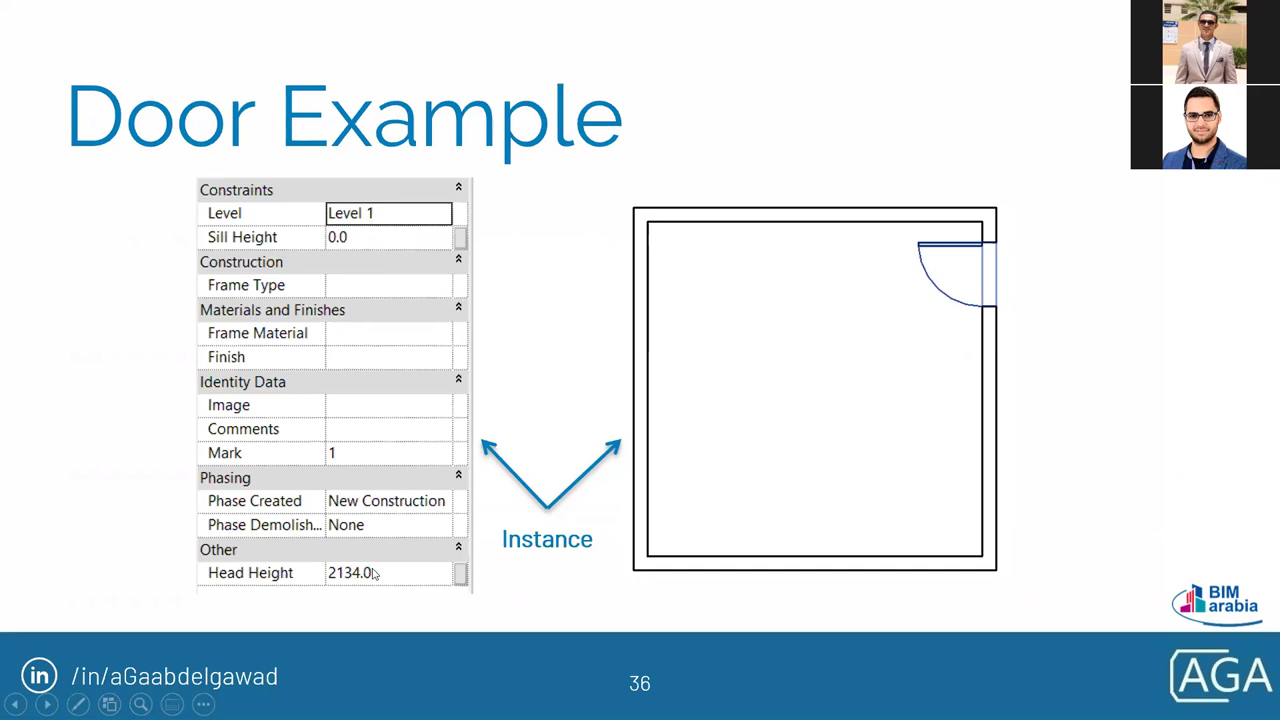 Door Example
Constraints
Level Level 1
Sill Height 0.0
Construction
Frame Type
Materials and Finishes
Frame Material
Finish
Identity Data
Image
Comments
Mark 1
Phasing
Phase Created New Construction
Phase Demolish... None
Other
Head Height 2134.0
Instance
BIM
arabia
in /in/aGaabdelgawad
36
AGA